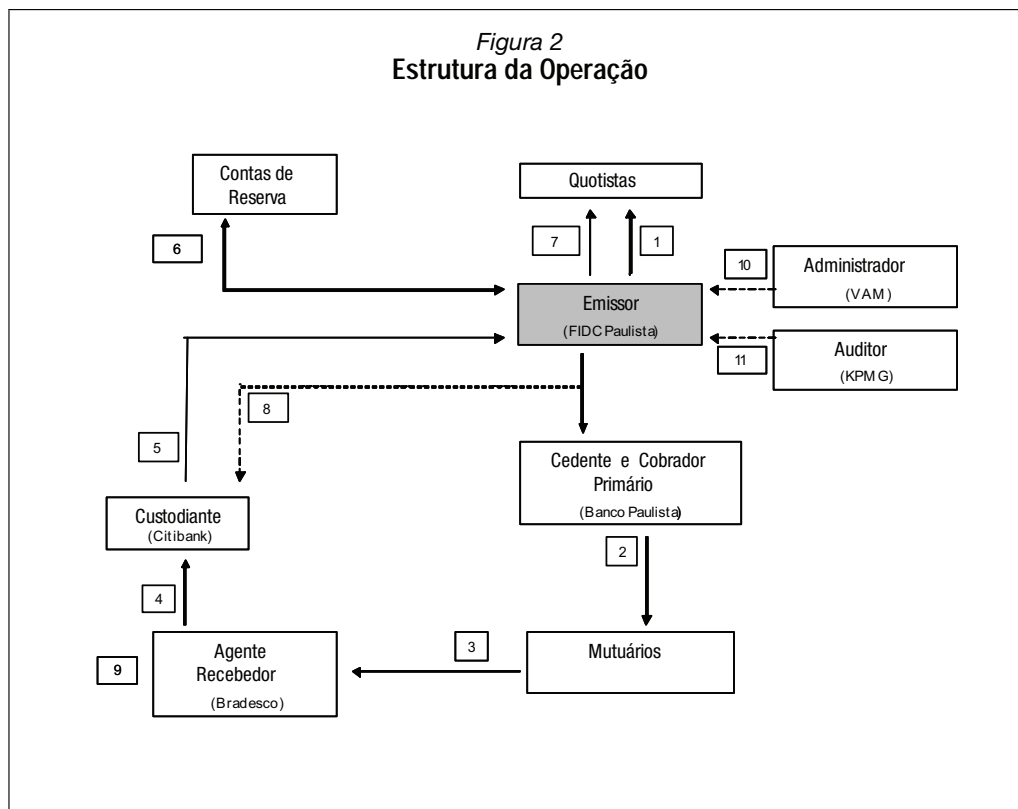 Figura 2
Estrutura da Operação
Contas de
Reserva
Quotistas
6
7
1
10
Administrador
(VAM)
Emissor
(FIDC Paulista)
11
Auditor
(KPMG)
8
5
Cedente e Cobrador
Primário
(Banco Paulista)
Custodiante
(Citibank)
2
4
9
Agente
Recebedor
(Bradesco)
3
Mutuários